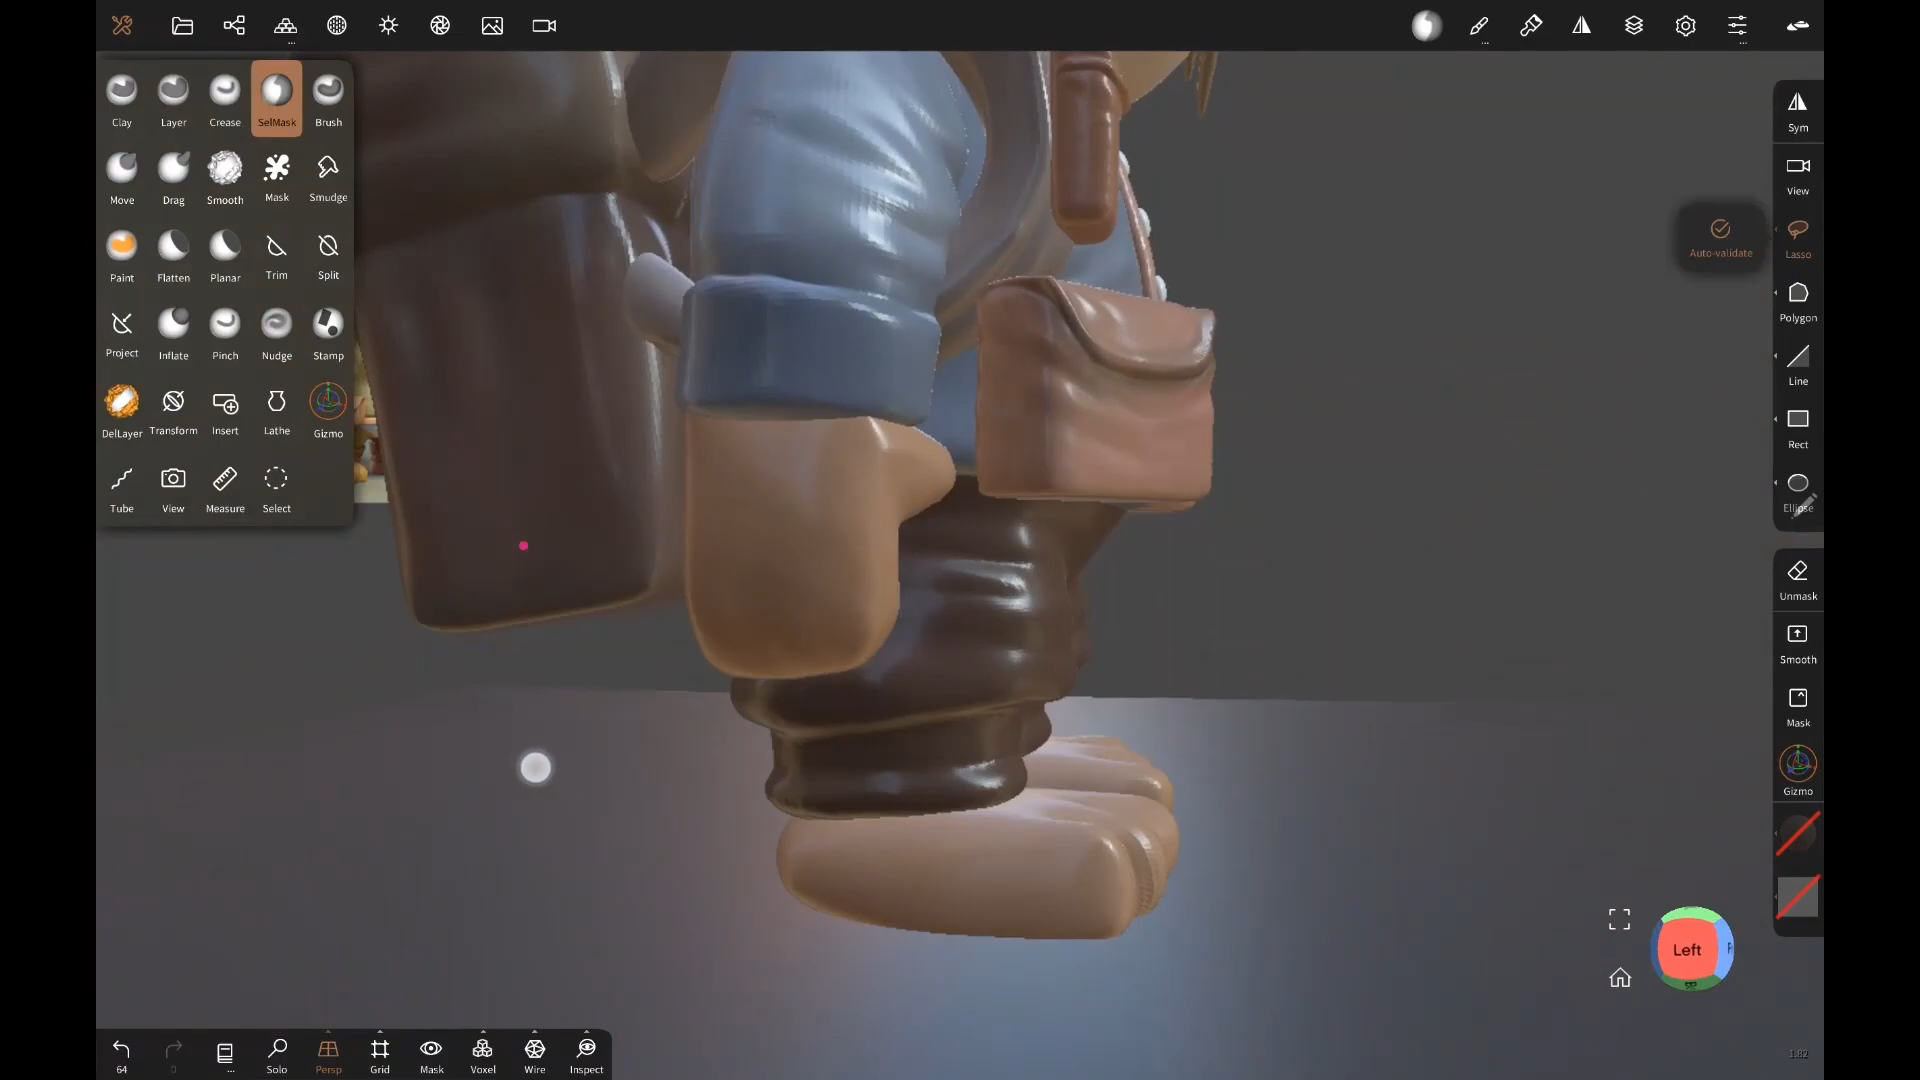 Clay Layer Crease SelMask Brush
Move Drag Smooth Mask Smudge
Paint Flatten Planar Trim Split
Project Inflate Pinch Nudge Stamp
DelLayer Transform Insert Lathe Gizmo
Tube View Measure Select
Sym
View
Auto-validate
Lasso
Polygon
Line
Rect
Ellipse
Unmask
Smooth
Mask
Gizmo
Left
1.82
64 0 ... Solo Persp Grid Mask Voxel Wire Inspect